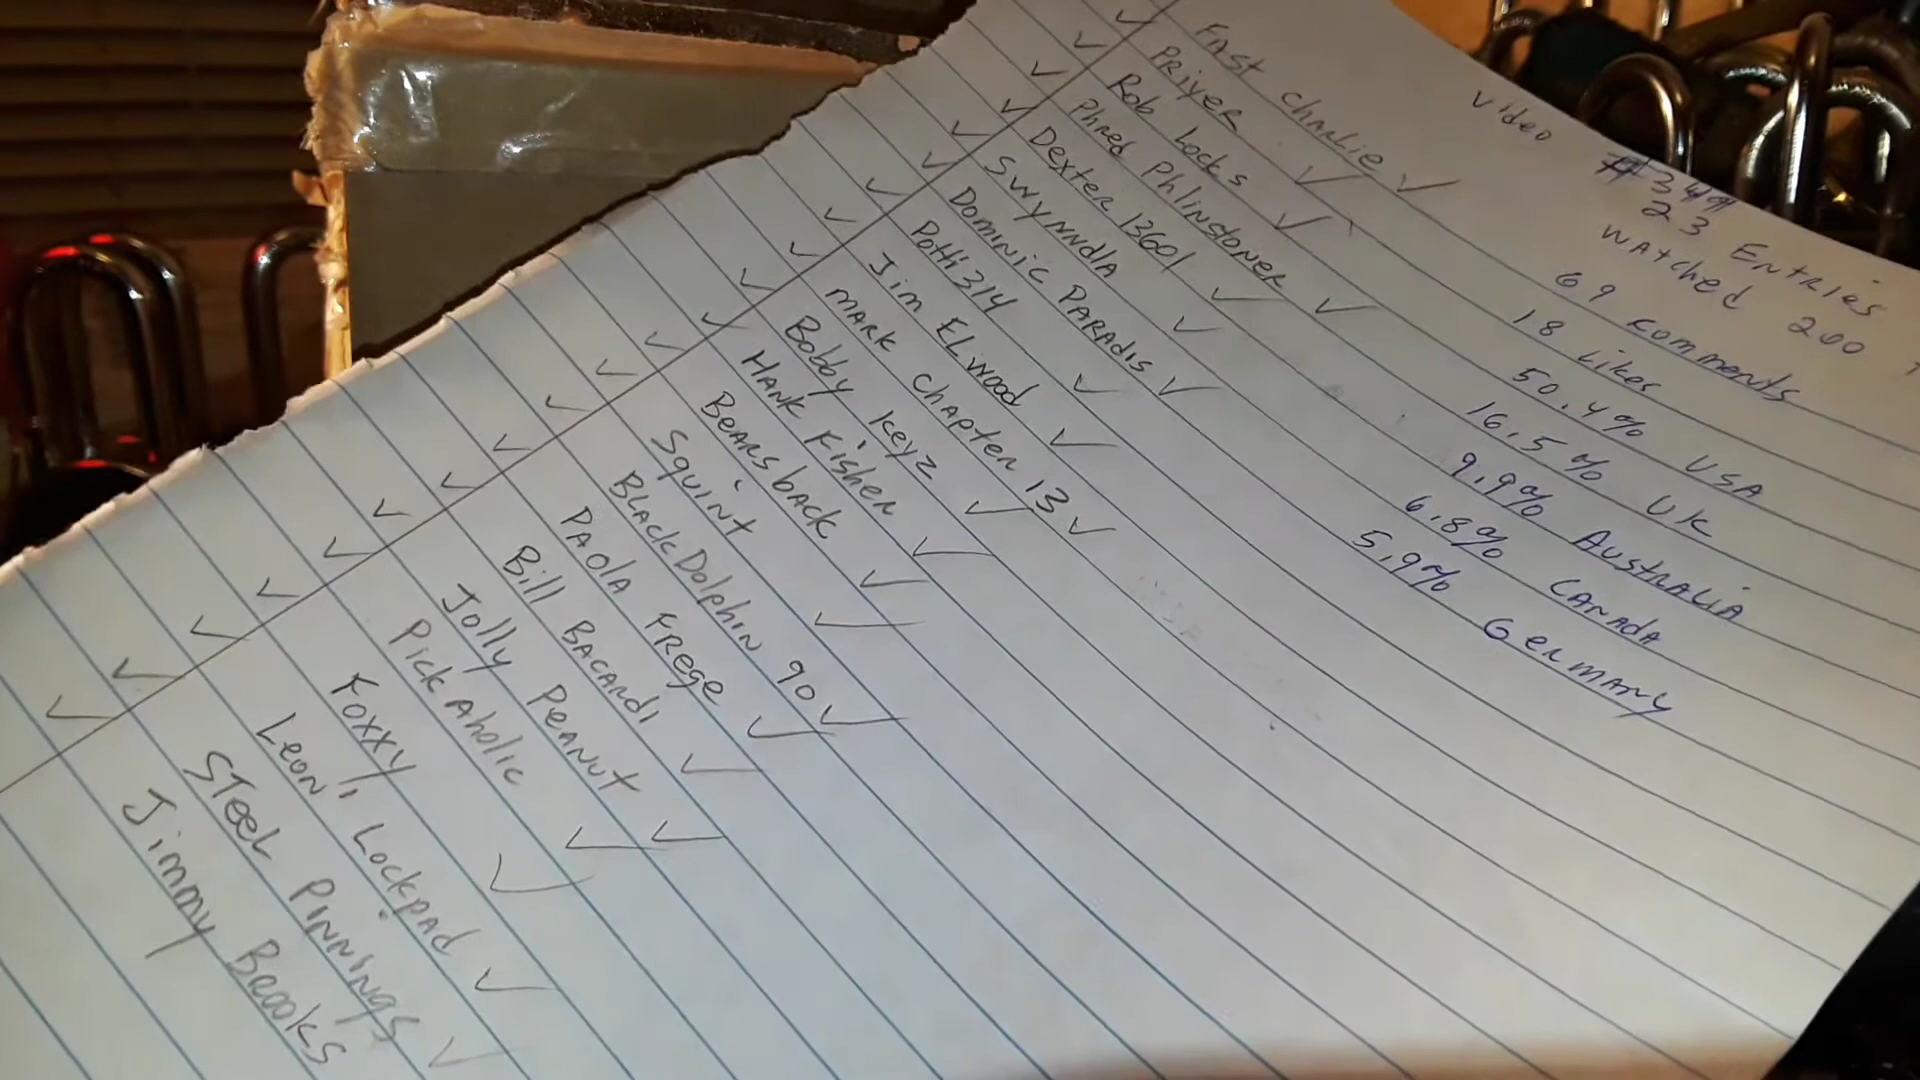 Fast Charlie ✓
✓ Priyer ✓
✓ Rob Locks ✓
✓ Phred Phlinstoner ✓
✓ Dexter 1360l ✓
✓ Swynndla ✓
✓ Dominic Paradis ✓
✓ Potti314 ✓
✓ Jim Elwood ✓
✓ Mark Chapter 13 ✓
✓ Bobby Keyz ✓
✓ Hank Fisher ✓
✓ Bearsback ✓
✓ Squint ✓
✓ BlackDolphin 90 ✓
✓ Paola Frege ✓
✓ Bill Bacardi ✓
✓ Jolly Peanut ✓
✓ PickAholic ✓
✓ Foxxy ✓
✓ Leon Lockpad ✓
✓ Steel Pinnings ✓
✓ Jimmy Brooks
Video
23 Entries
Watched 200
69 Comments
18 Likes
50.4% USA
16.5% UK
9.9% Australia
6.8% Canada
5.9% Germany